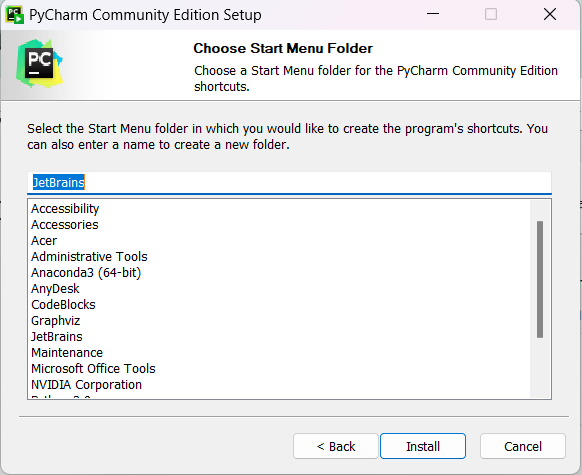 PyCharm Community Edition Setup
PC
Choose Start Menu Folder
Choose a Start Menu folder for the PyCharm Community Edition
shortcuts.
Select the Start Menu folder in which you would like to create the program's shortcuts. You
can also enter a name to create a new folder.
JetBrains
Accessibility
Accessories
Acer
Administrative Tools
Anaconda3 (64-bit)
AnyDesk
CodeBlocks
Graphviz
JetBrains
Maintenance
Microsoft Office Tools
NVIDIA Corporation
< Back
Install
Cancel